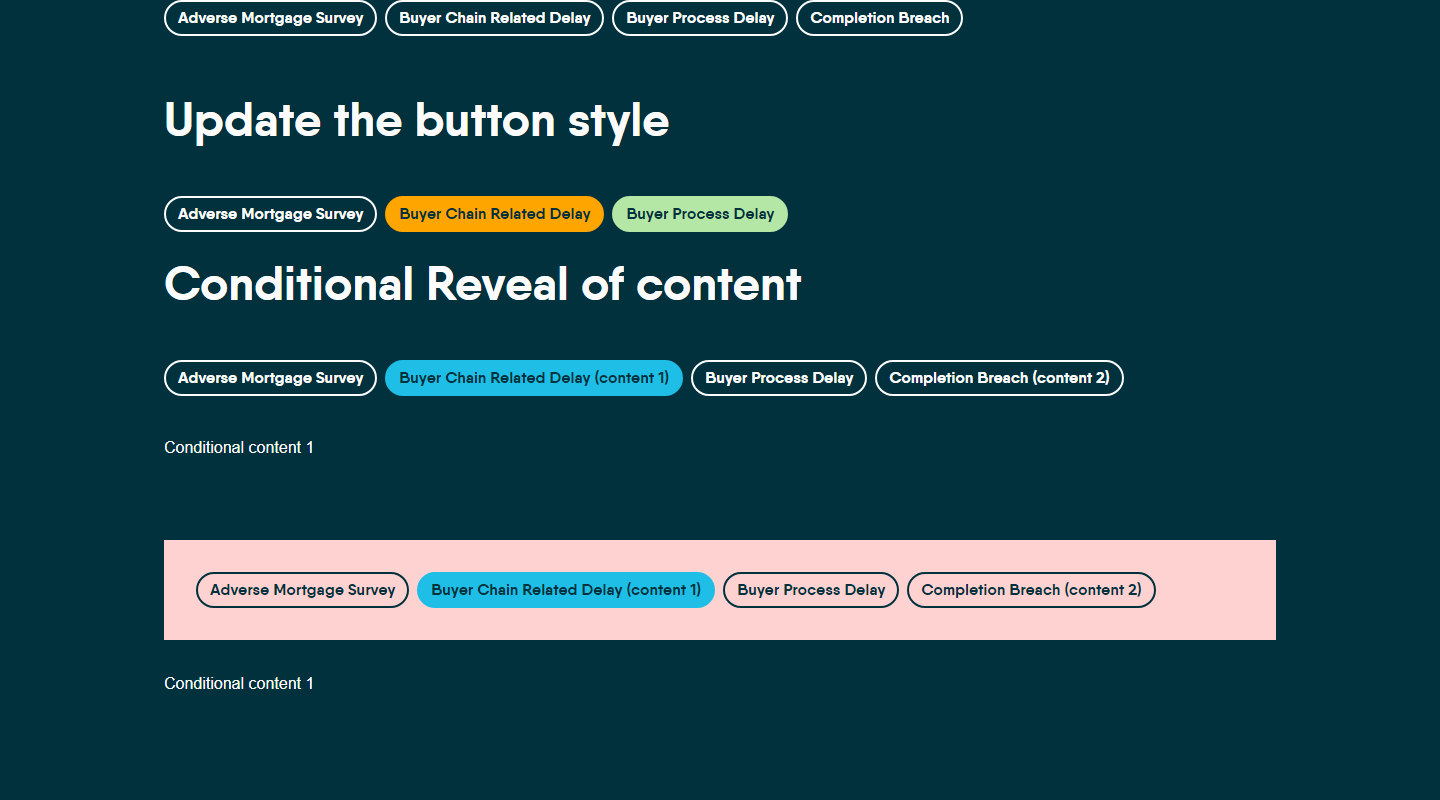 Adverse Mortgage Survey Buyer Chain Related Delay Buyer Process Delay Completion Breach
Update the button style
Adverse Mortgage Survey Buyer Chain Related Delay Buyer Process Delay
Conditional Reveal of content
Adverse Mortgage Survey Buyer Chain Related Delay (content 1) Buyer Process Delay Completion Breach (content 2)
Conditional content 1
Adverse Mortgage Survey Buyer Chain Related Delay (content 1) Buyer Process Delay Completion Breach (content 2)
Conditional content 1